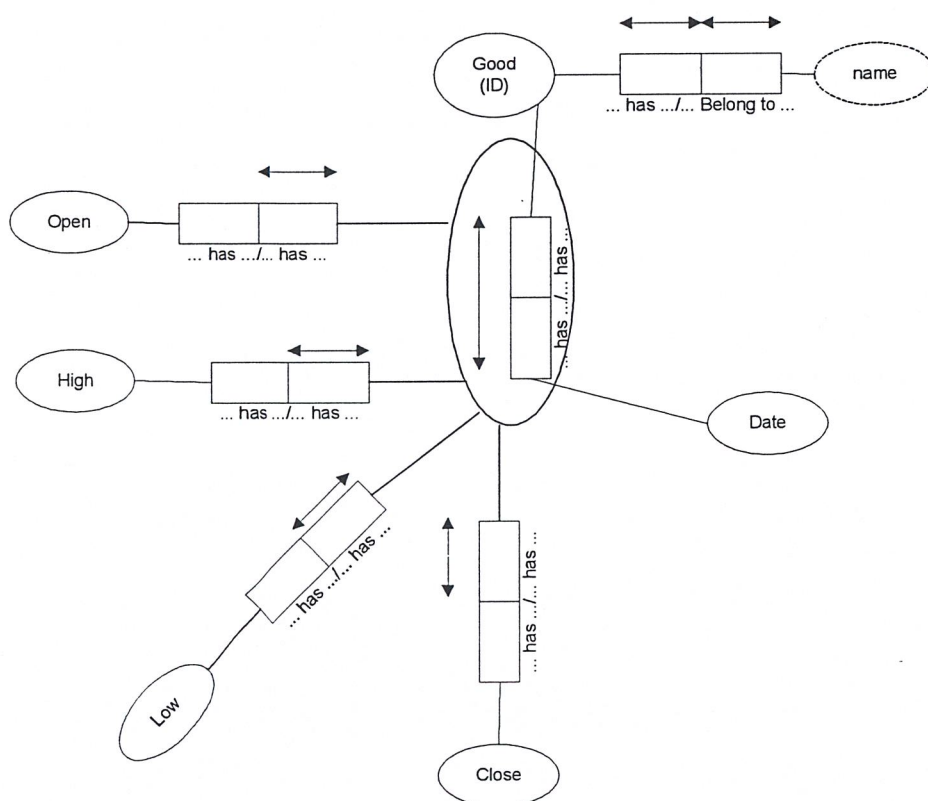 Good
(ID)
name
... has .../... Belong to ...
Open
... has .../... has ...
... has .../... has ...
High
... has .../... has ...
Date
... has .../... has ...
... has .../... has ...
Low
Close